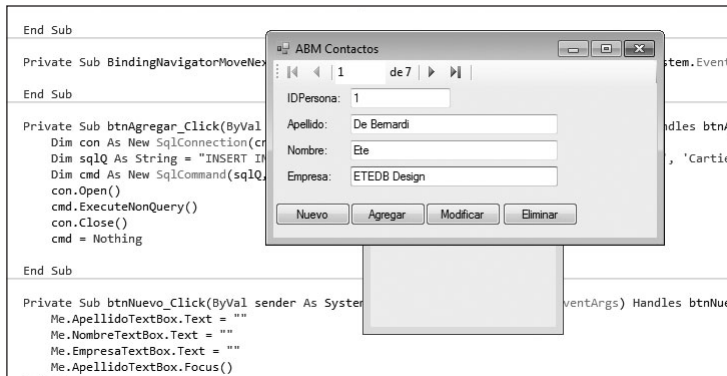 End Sub
Private Sub BindingNavigatorMoveNex
stem.Event
End Sub
Private Sub btnAgregar_Click(ByVal
ndles btnA
Dim con As New SqlConnection(cn
Dim sqlQ As String = "INSERT IN
', 'Cartie
Dim cmd As New SqlCommand(sqlQ,
con.Open()
cmd.ExecuteNonQuery()
con.Close()
cmd = Nothing
End Sub
Private Sub btnNuevo_Click(ByVal sender As System
ventArgs) Handles btnNue
Me.ApellidoTextBox.Text = ""
Me.NombreTextBox.Text = ""
Me.EmpresaTextBox.Text = ""
Me.ApellidoTextBox.Focus()
ABM Contactos
1 de 7
IDPersona: 1
Apellido: De Bernardi
Nombre: Ete
Empresa: ETEDB Design
Nuevo Agregar Modificar Eliminar